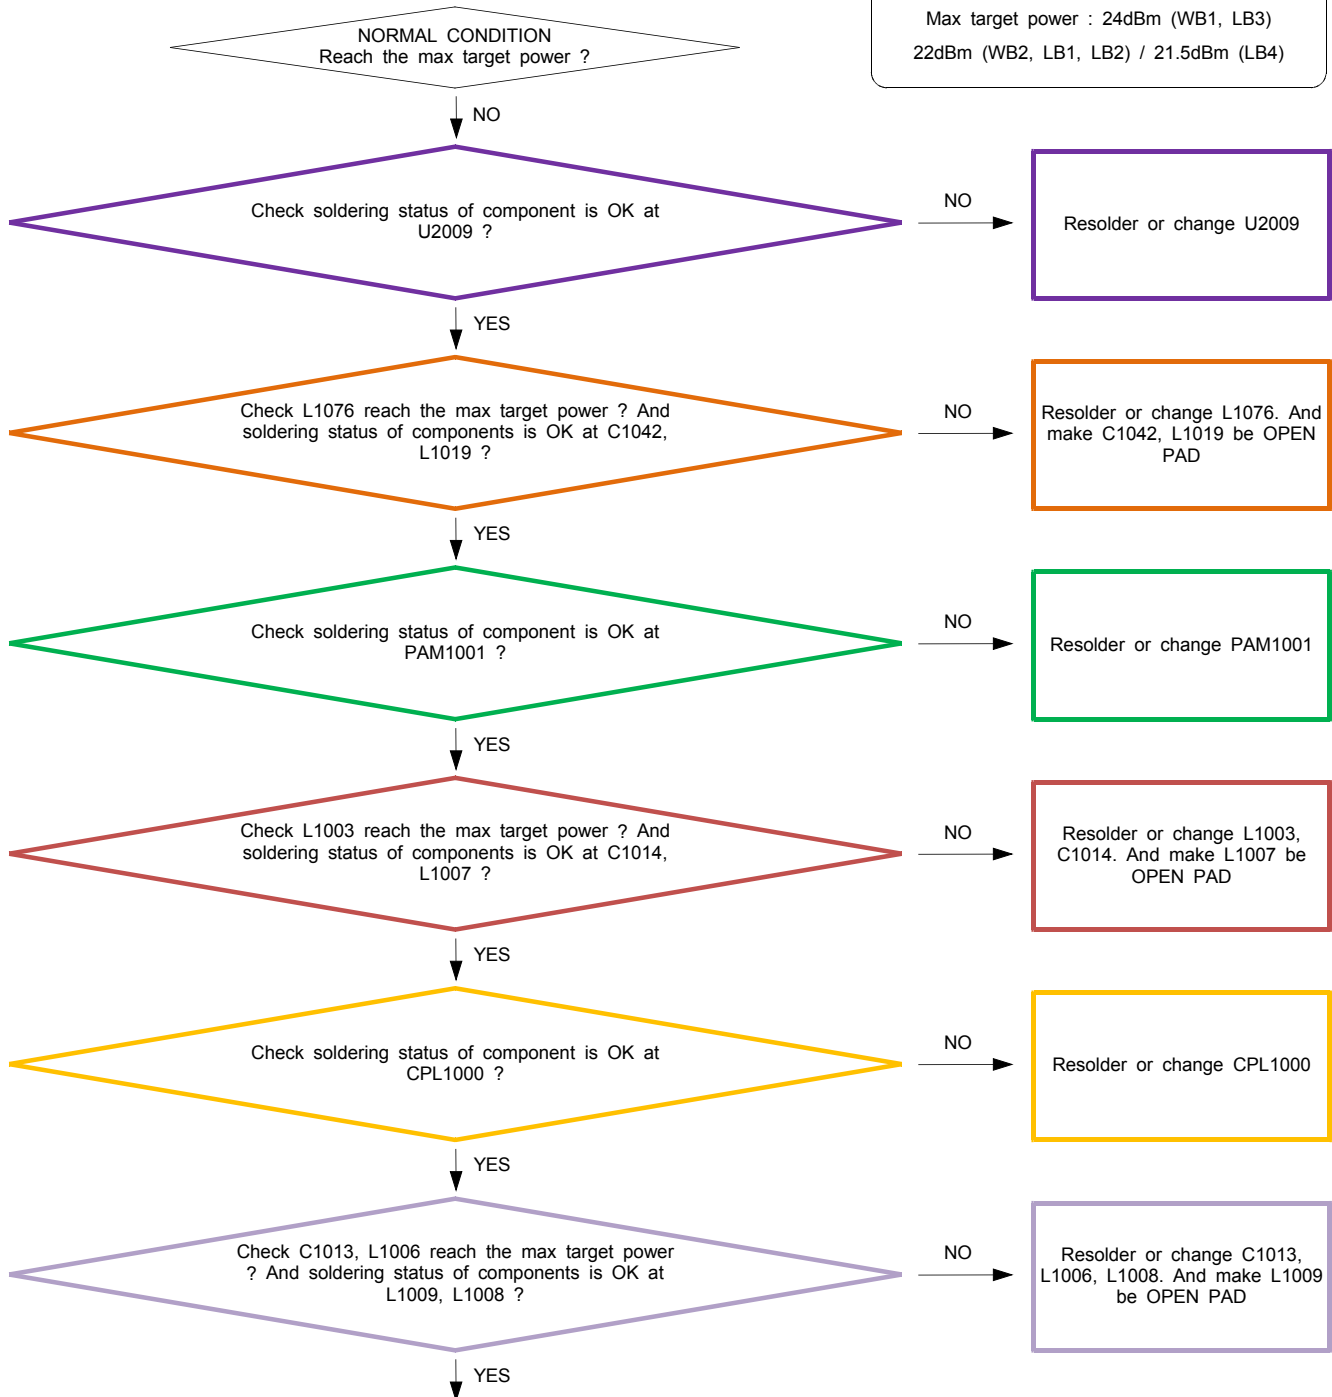 Max target power : 24dBm (WB1, LB3)
22dBm (WB2, LB1, LB2) / 21.5dBm (LB4)
NORMAL CONDITION
Reach the max target power ?
NO
Check soldering status of component is OK at
U2009 ?
NO
Resolder or change U2009
YES
Check L1076 reach the max target power ? And
soldering status of components is OK at C1042,
L1019 ?
NO
Resolder or change L1076. And
make C1042, L1019 be OPEN
PAD
YES
Check soldering status of component is OK at
PAM1001 ?
NO
Resolder or change PAM1001
YES
Check L1003 reach the max target power ? And
soldering status of components is OK at C1014,
L1007 ?
NO
Resolder or change L1003,
C1014. And make L1007 be
OPEN PAD
YES
Check soldering status of component is OK at
CPL1000 ?
NO
Resolder or change CPL1000
YES
Check C1013, L1006 reach the max target power
? And soldering status of components is OK at
L1009, L1008 ?
NO
Resolder or change C1013,
L1006, L1008. And make L1009
be OPEN PAD
YES